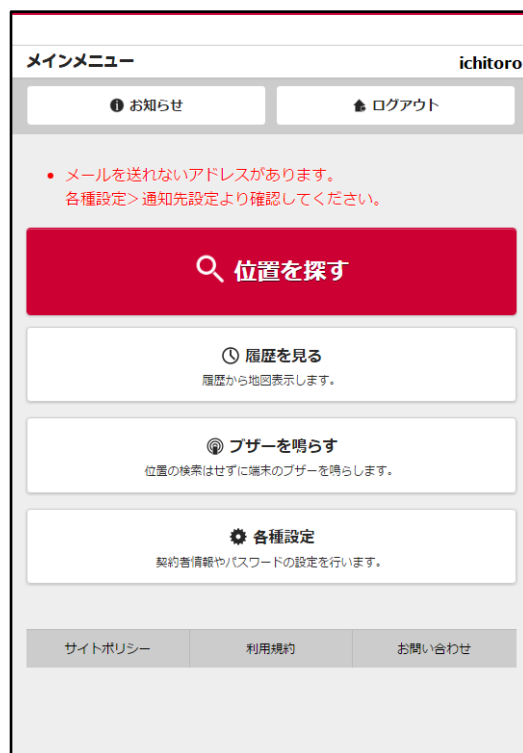 メインメニュー
ichitoro
お知らせ
ログアウト
メールを送れないアドレスがあります。
各種設定＞通知先設定より確認してください。
位置を探す
履歴を見る
履歴から地図表示します。
ブザーを鳴らす
位置の検索はせずに端末のブザーを鳴らします。
各種設定
契約者情報やパスワードの設定を行います。
サイトポリシー
利用規約
お問い合わせ